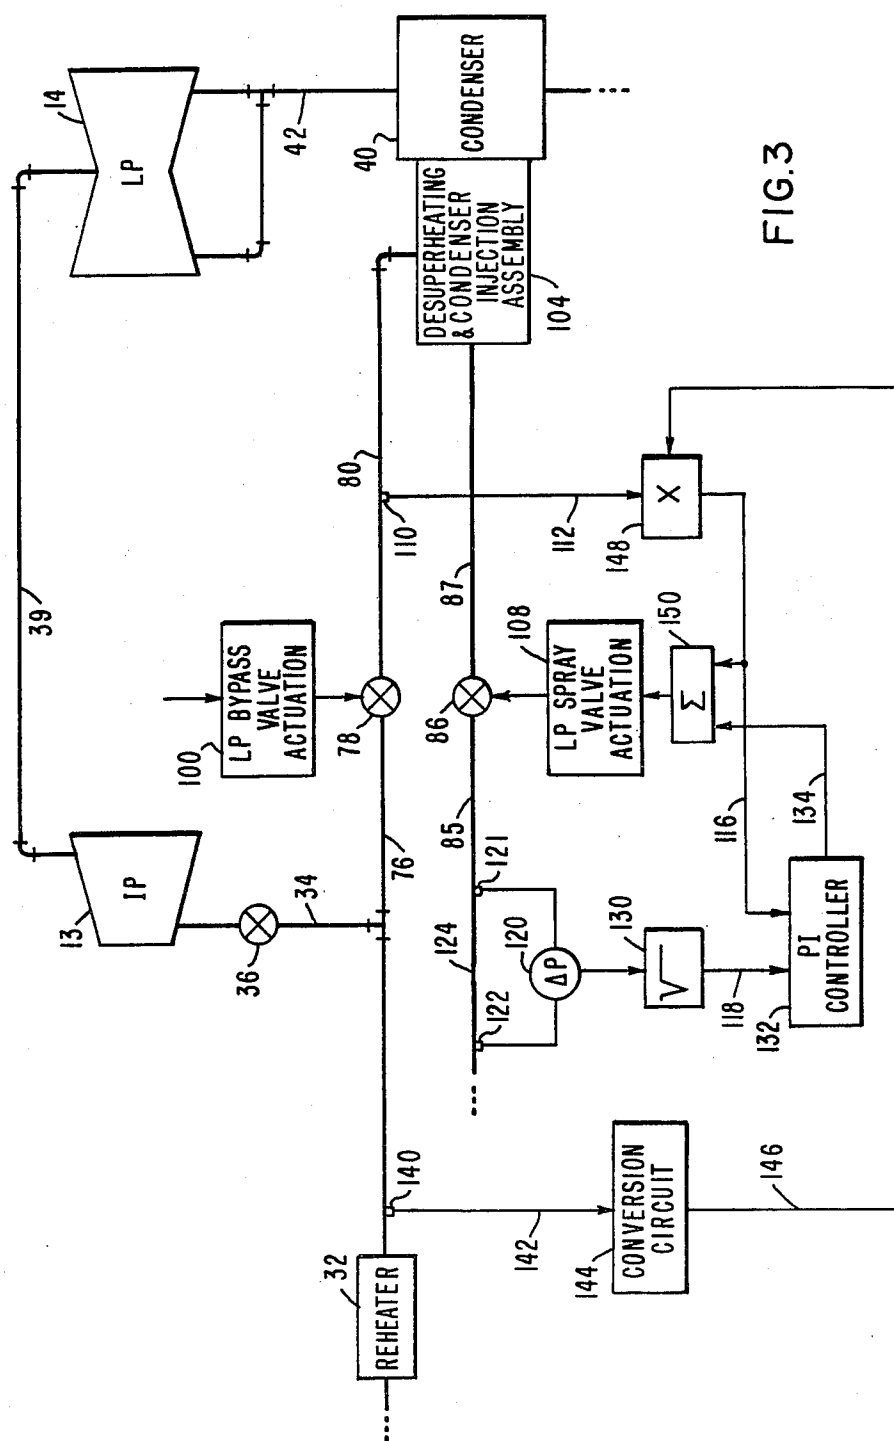 14
LP
39
42
40
CONDENSER
DESUPERHEATING
& CONDENSER
INJECTION
ASSEMBLY
104
FIG.3
13
IP
36
34
100
LP BYPASS
VALVE
ACTUATION
78
76
80
110
112
87
86
85
108
LP SPRAY
VALVE
ACTUATION
150
Σ
148
X
116
134
121
124
122
120
ΔP
130
√
118
132
PI
CONTROLLER
32
REHEATER
140
142
144
CONVERSION
CIRCUIT
146